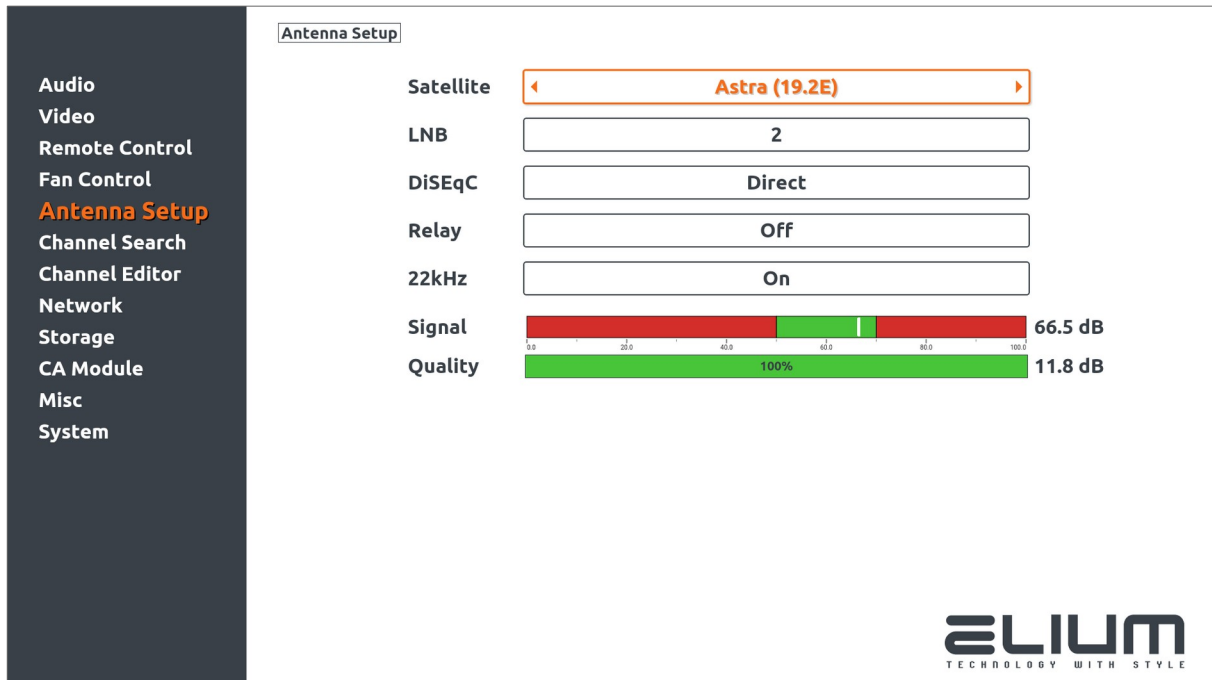 Antenna Setup
Audio
Video
Remote Control
Fan Control
Antenna Setup
Channel Search
Channel Editor
Network
Storage
CA Module
Misc
System
Satellite Astra (19.2E)
LNB 2
DiSEqC Direct
Relay Off
22kHz On
Signal 66.5 dB
0.0 20.0 40.0 60.0 80.0 100.0
Quality 100% 11.8 dB
ELIUM
TECHNOLOGY WITH STYLE